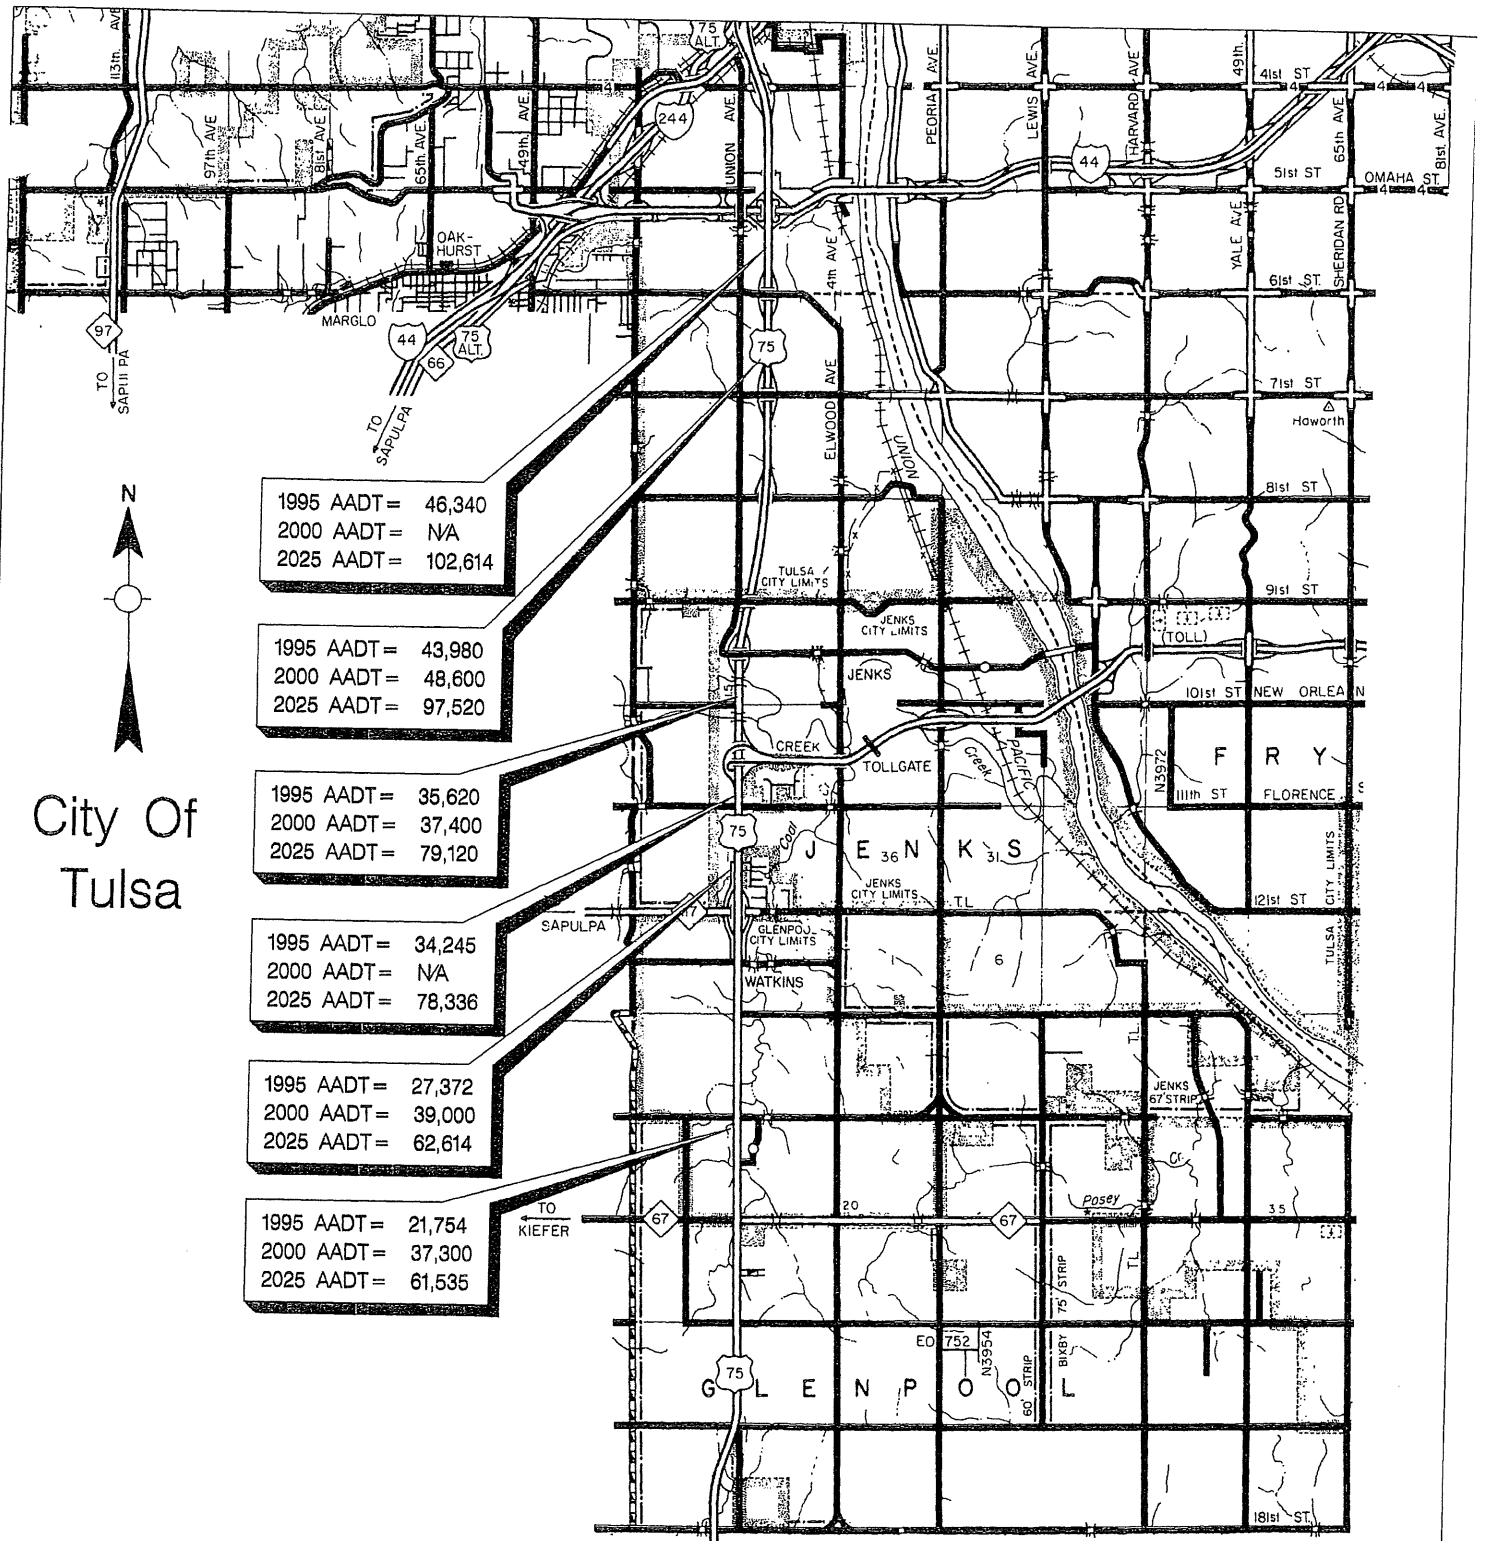 75
ALT.
113th. AVE
97th AVE
81st. AVE.
65th. AVE.
49th. AVE.
244
UNION AVE.
PEORIA AVE.
LEWIS AVE.
HARVARD AVE.
49th.
41st ST
4
4
4
4
4
65th AVE.
81st. AVE.
44
51st ST
OMAHA ST.
4
4
OAK-
HURST
4th AVE
YALE AVE.
SHERIDAN RD
61st ST.
MARGLO
97
44
75
ALT.
66
75
TO
SAPULPA
TO
SAPULPA
ELWOOD AVE
71st ST
Haworth
UNION
1995 AADT= 46,340
2000 AADT= N/A
2025 AADT= 102,614
N
81st ST
TULSA
CITY LIMITS
91st ST
JENKS
CITY LIMITS
(TOLL)
1995 AADT= 43,980
2000 AADT= 48,600
2025 AADT= 97,520
JENKS
101st ST NEW ORLEAN
CREEK
TOLLGATE
Creek
PACIFIC
N3972
F R Y
1995 AADT= 35,620
2000 AADT= 37,400
2025 AADT= 79,120
111th ST FLORENCE
City Of
Tulsa
75
Coal
J E N K S
36
31
JENKS
CITY LIMITS
T.L
TULSA CITY LIMITS
121st ST
SAPULPA
GLENPOOL
CITY LIMITS
1995 AADT= 34,245
2000 AADT= N/A
2025 AADT= 78,336
WATKINS
6
T.L.
JENKS
67' STRIP
1995 AADT= 27,372
2000 AADT= 39,000
2025 AADT= 62,614
Cr.
Posey
1995 AADT= 21,754
2000 AADT= 37,300
2025 AADT= 61,535
TO
KIEFER
67
20
67
35
T.L.
75' STRIP
BIXBY
EO 752
N3954
60' STRIP
75
G L E N P O O L
181st ST.